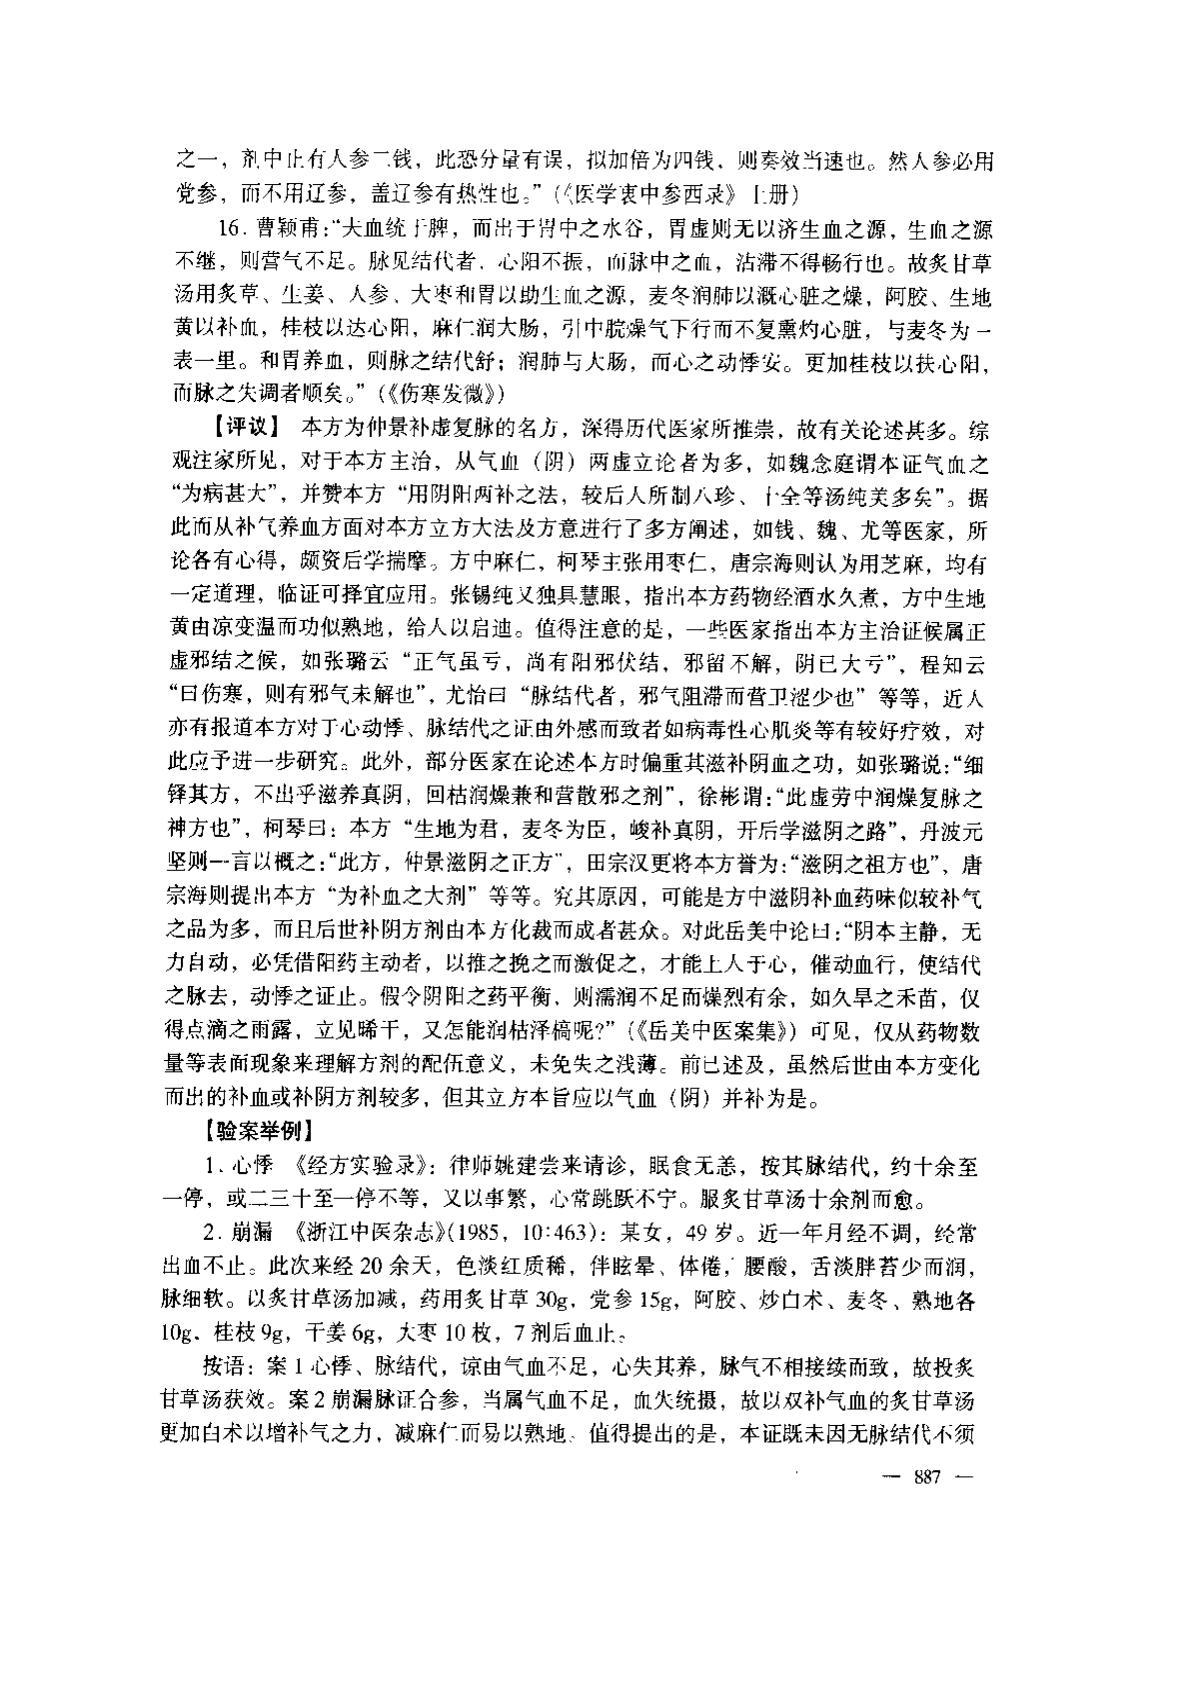 之一，剂中止有人参二钱，此恐分量有误，拟加倍为四钱，则奏效当速也。然人参必用
党参，而不用辽参，盖辽参有热性也。”（《医学衷中参西录》上册）
16. 曹颖甫：“夫血统于脾，而出于胃中之水谷，胃虚则无以济生血之源，生血之源
不继，则营气不足。脉见结代者，心阳不振，而脉中之血，沾滞不得畅行也。故炙甘草
汤用炙草、生姜、人参、大枣和胃以助生血之源，麦冬润肺以溉心脏之燥，阿胶、生地
黄以补血，桂枝以达心阳，麻仁润大肠，引中脘燥气下行而不复熏灼心脏，与麦冬为一
表一里。和胃养血，则脉之结代舒；润肺与大肠，而心之动悸安。更加桂枝以扶心阳，
而脉之失调者顺矣。”（《伤寒发微》）
【评议】 本方为仲景补虚复脉的名方，深得历代医家所推崇，故有关论述甚多。综
观注家所见，对于本方主治，从气血（阴）两虚立论者为多，如魏念庭谓本证气血之
“为病甚大”，并赞本方“用阴阳两补之法，较后人所制八珍、十全等汤纯美多矣”。据
此而从补气养血方面对本方立方大法及方意进行了多方阐述，如钱、魏、尤等医家，所
论各有心得，颇资后学揣摩。方中麻仁，柯琴主张用枣仁，唐宗海则认为用芝麻，均有
一定道理，临证可择宜应用。张锡纯又独具慧眼，指出本方药物经酒水久煮，方中生地
黄由凉变温而功似熟地，给人以启迪。值得注意的是，一些医家指出本方主治证候属正
虚邪结之候，如张璐云“正气虽亏，尚有阳邪伏结，邪留不解，阴已大亏”，程知云
“曰伤寒，则有邪气未解也”，尤怡曰“脉结代者，邪气阻滞而营卫涩少也”等等，近人
亦有报道本方对于心动悸、脉结代之证由外感而致者如病毒性心肌炎等有较好疗效，对
此应予进一步研究。此外，部分医家在论述本方时偏重其滋补阴血之功，如张璐说：“细
铎其方，不出乎滋养真阴，回枯润燥兼和营散邪之剂”，徐彬谓：“此虚劳中润燥复脉之
神方也”，柯琴曰：本方“生地为君，麦冬为臣，峻补真阴，开后学滋阴之路”，丹波元
坚则一言以概之：“此方，仲景滋阴之正方”，田宗汉更将本方誉为：“滋阴之祖方也”，唐
宗海则提出本方“为补血之大剂”等等。究其原因，可能是方中滋阴补血药味似较补气
之品为多，而且后世补阴方剂由本方化裁而成者甚众。对此岳美中论曰：“阴本主静，无
力自动，必凭借阳药主动者，以推之挽之而激促之，才能上人于心，催动血行，使结代
之脉去，动悸之证止。假令阴阳之药平衡，则濡润不足而燥烈有余，如久旱之禾苗，仅
得点滴之雨露，立见晞干，又怎能润枯泽槁呢？”（《岳美中医案集》）可见，仅从药物数
量等表面现象来理解方剂的配伍意义，未免失之浅薄。前已述及，虽然后世由本方变化
而出的补血或补阴方剂较多，但其立方本旨应以气血（阴）并补为是。
【验案举例】
1、心悸 《经方实验录》：律师姚建尝来请诊，眠食无恙，按其脉结代，约十余至
一停，或二三十至一停不等，又以事繁，心常跳跃不宁。服炙甘草汤十余剂而愈。
2. 崩漏 《浙江中医杂志》（1985，10：463）：某女，49 岁。近一年月经不调，经常
出血不止。此次来经 20 余天，色淡红质稀，伴眩晕、体倦，腰酸，舌淡胖苔少而润，
脉细软。以炙甘草汤加减，药用炙甘草 30g，党参 15g，阿胶、炒白术、麦冬、熟地各
10g，桂枝 9g，干姜 6g，大枣 10 枚，7 剂后血止。
按语：案 1 心悸、脉结代，谅由气血不足，心失其养，脉气不相接续而致，故投炙
甘草汤获效。案 2 崩漏脉证合参，当属气血不足，血失统摄，故以双补气血的炙甘草汤
更加白术以增补气之力，减麻仁而易以熟地。值得提出的是，本证既未因无脉结代不须
— 887 —